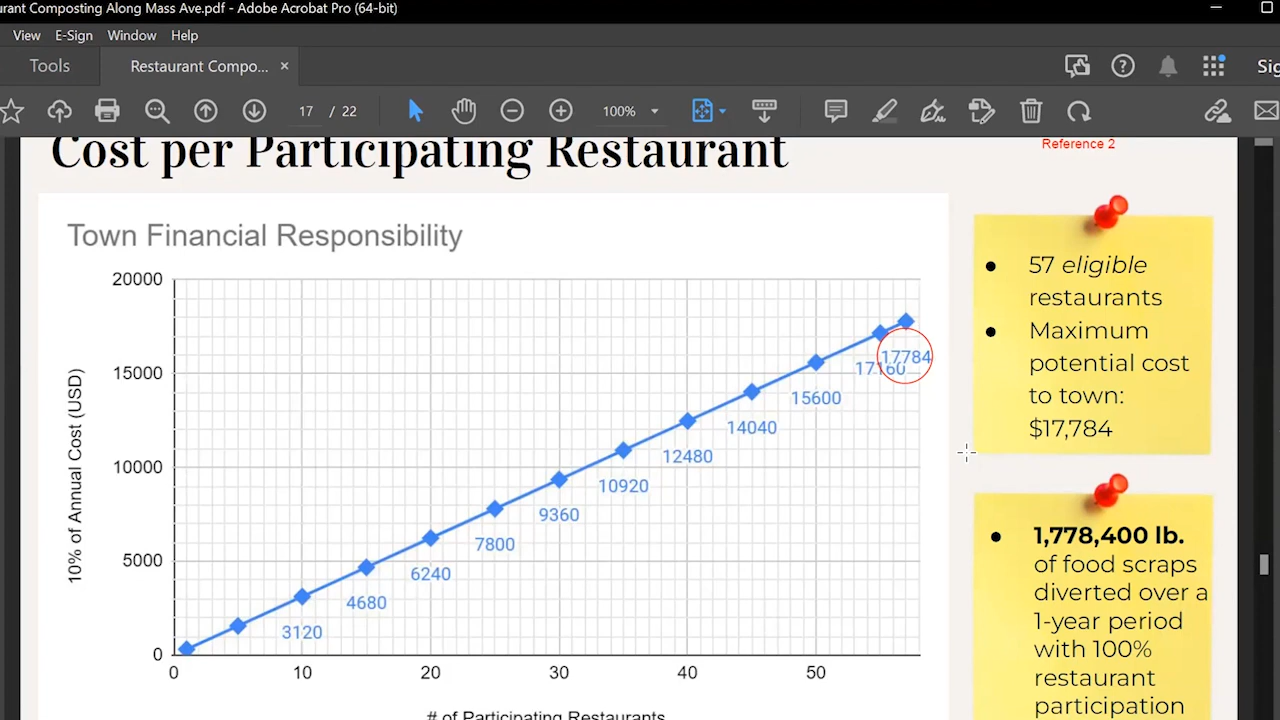 urant Composting Along Mass Ave.pdf - Adobe Acrobat Pro (64-bit)
View E-Sign Window Help
Tools Restaurant Compo... ×
17 / 22 100%
Cost per Participating Restaurant
Reference 2
Town Financial Responsibility
10% of Annual Cost (USD)
20000
15000
10000
5000
0
17784
17160
15600
14040
12480
10920
9360
7800
6240
4680
3120
0 10 20 30 40 50
# of Participating Restaurants
• 57 eligible
restaurants
• Maximum
potential cost
to town:
$17,784
• 1,778,400 lb.
of food scraps
diverted over a
1-year period
with 100%
restaurant
participation